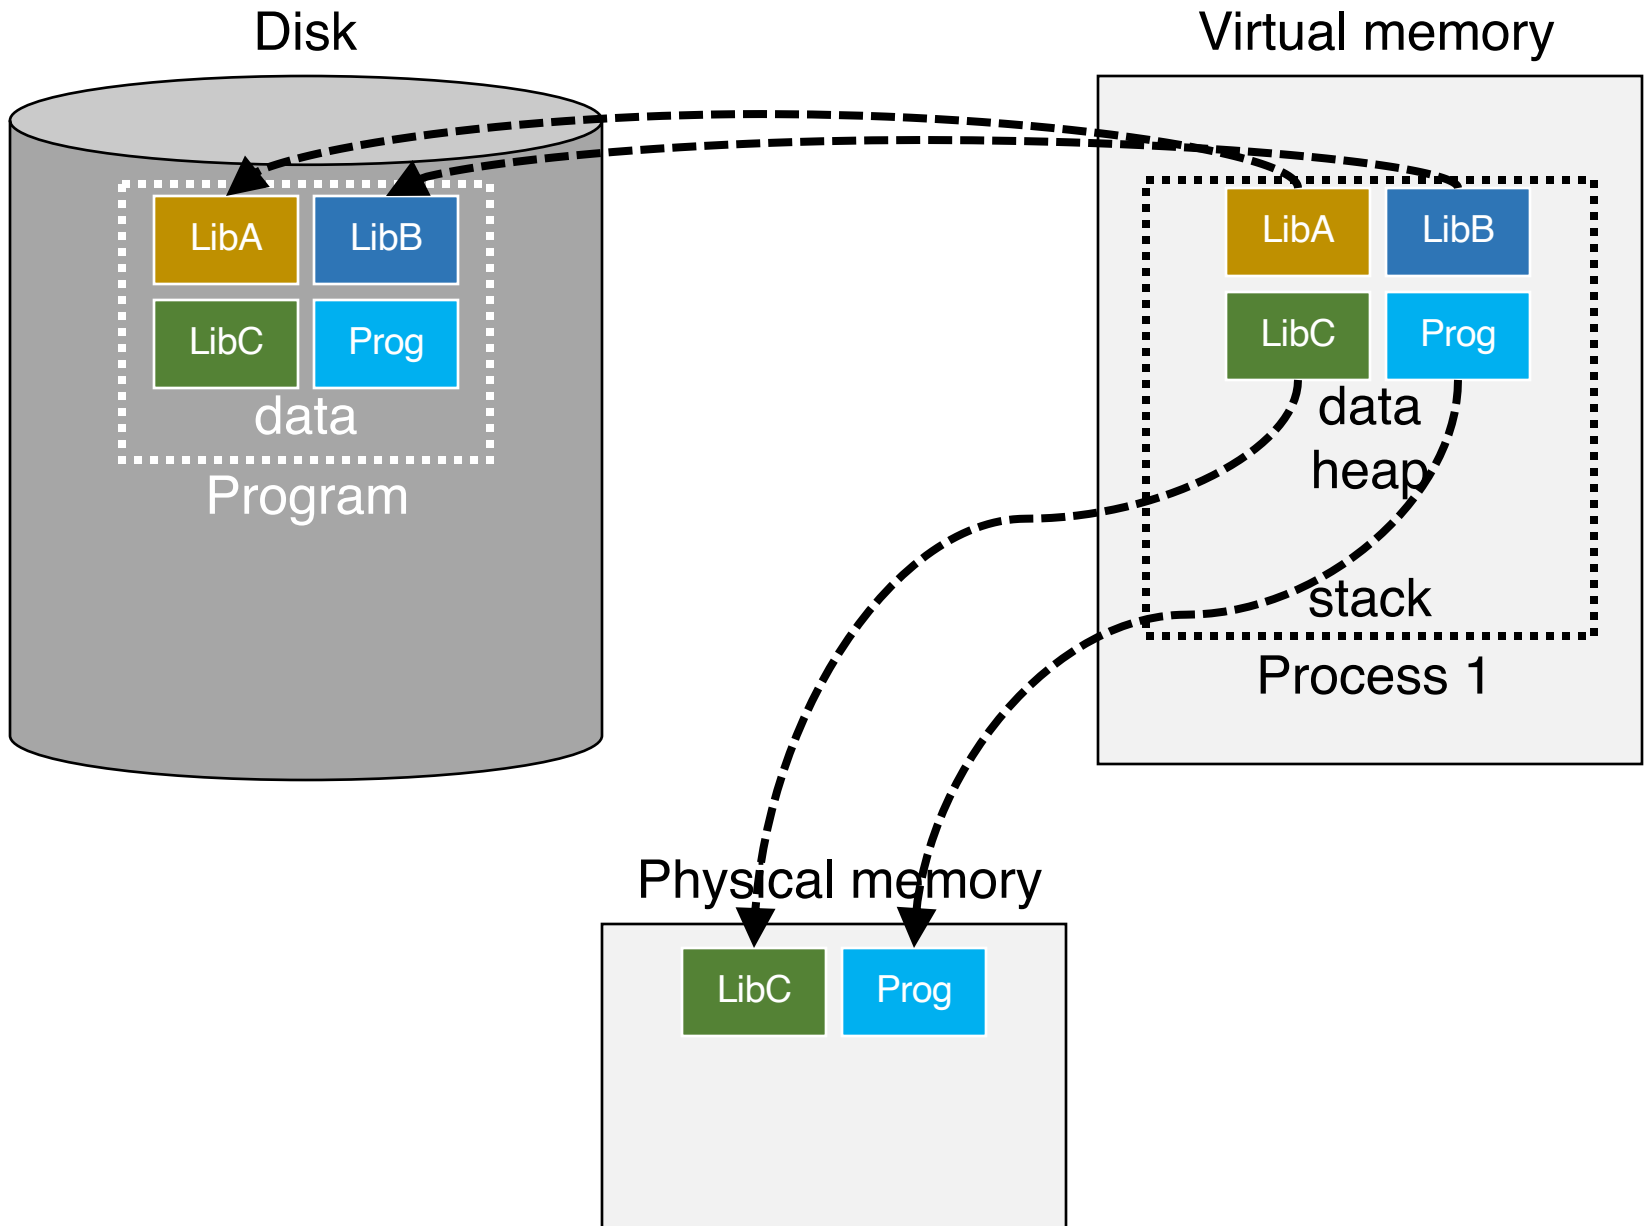 Disk
LibA LibB
LibC Prog
data
Program
Virtual memory
LibA LibB
LibC Prog
data
heap
stack
Process 1
Physical memory
LibC Prog